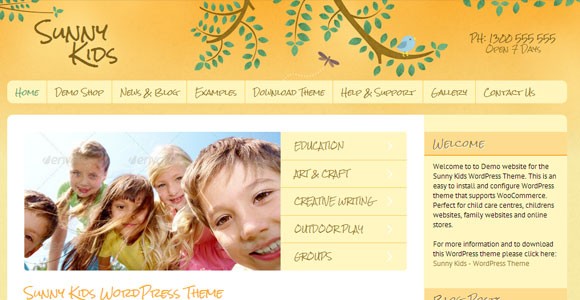 Sunny
Kids
PH: 1300 555 555
Open 7 Days
Home
Demo Shop
News & Blog
Examples
Download Theme
Help & Support
Gallery
Contact Us
Education
Art & Craft
Creative Writing
Outdoor Play
Groups
Sunny Kids WordPress Theme
Welcome
Welcome to to Demo website for the
Sunny Kids WordPress Theme. This is an
easy to install and configure WordPress
theme that supports WooCommerce.
Perfect for child care centres, childrens
websites, family websites and online
stores.
For more information and to download
this WordPress theme please click here:
Sunny Kids - WordPress Theme
Blog Posts